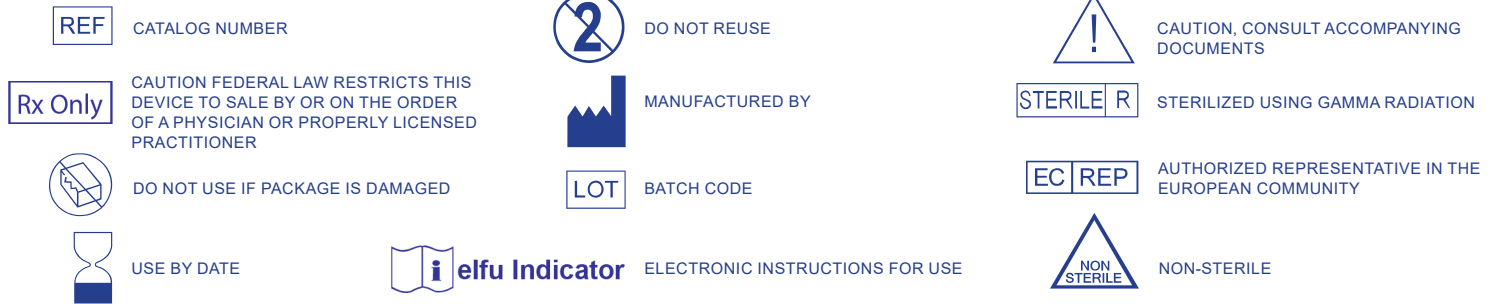 REF CATALOG NUMBER
2 DO NOT REUSE
! CAUTION, CONSULT ACCOMPANYING
DOCUMENTS
Rx Only CAUTION FEDERAL LAW RESTRICTS THIS
DEVICE TO SALE BY OR ON THE ORDER
OF A PHYSICIAN OR PROPERLY LICENSED
PRACTITIONER
MANUFACTURED BY
STERILE R STERILIZED USING GAMMA RADIATION
DO NOT USE IF PACKAGE IS DAMAGED
LOT BATCH CODE
EC REP AUTHORIZED REPRESENTATIVE IN THE
EUROPEAN COMMUNITY
USE BY DATE
i elfu Indicator ELECTRONIC INSTRUCTIONS FOR USE
NON
STERILE
NON-STERILE